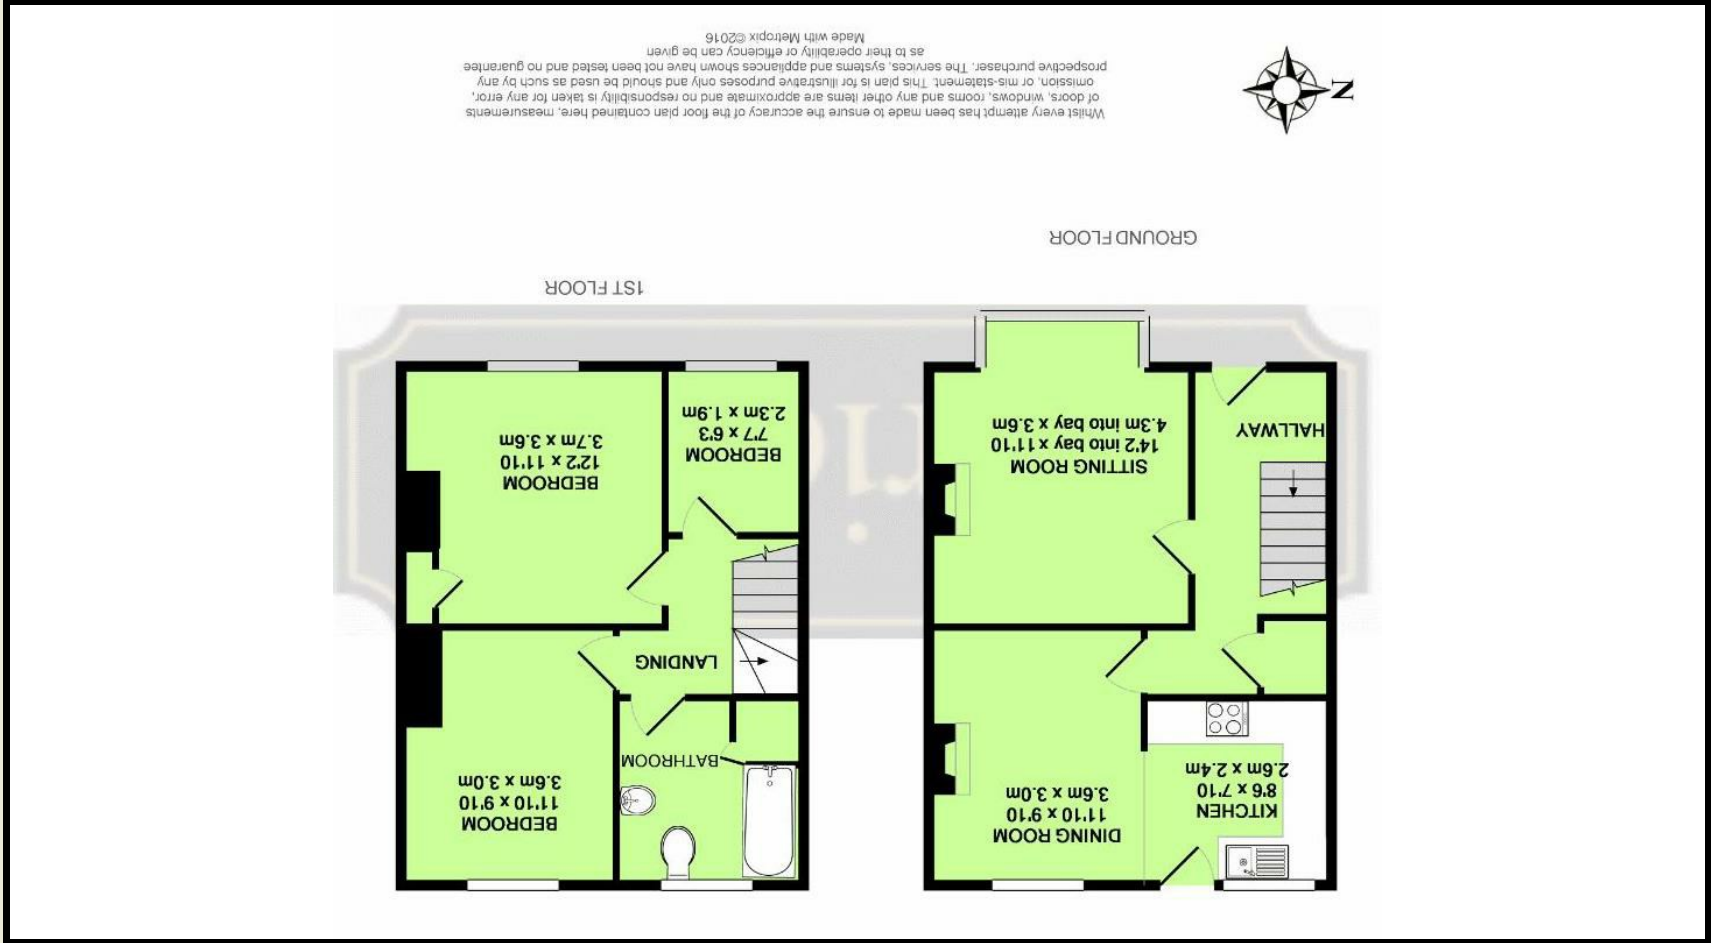 KITCHEN
8'6 x 7'10
2.6m x 2.4m
DINING ROOM
11'10 x 9'10
3.6m x 3.0m
HALLWAY
SITTING ROOM
14'2 into bay x 11'10
4.3m into bay x 3.6m
GROUND FLOOR
BATHROOM
BEDROOM
11'10 x 9'10
3.6m x 3.0m
LANDING
BEDROOM
7'7 x 6'3
2.3m x 1.9m
BEDROOM
12'2 x 11'10
3.7m x 3.6m
1ST FLOOR
Whilst every attempt has been made to ensure the accuracy of the floor plan contained here, measurements
of doors, windows, rooms and any other items are approximate and no responsibility is taken for any error,
omission, or mis-statement. This plan is for illustrative purposes only and should be used as such by any
prospective purchaser. The services, systems and appliances shown have not been tested and no guarantee
as to their operability or efficiency can be given
Made with Metropix ©2016
N